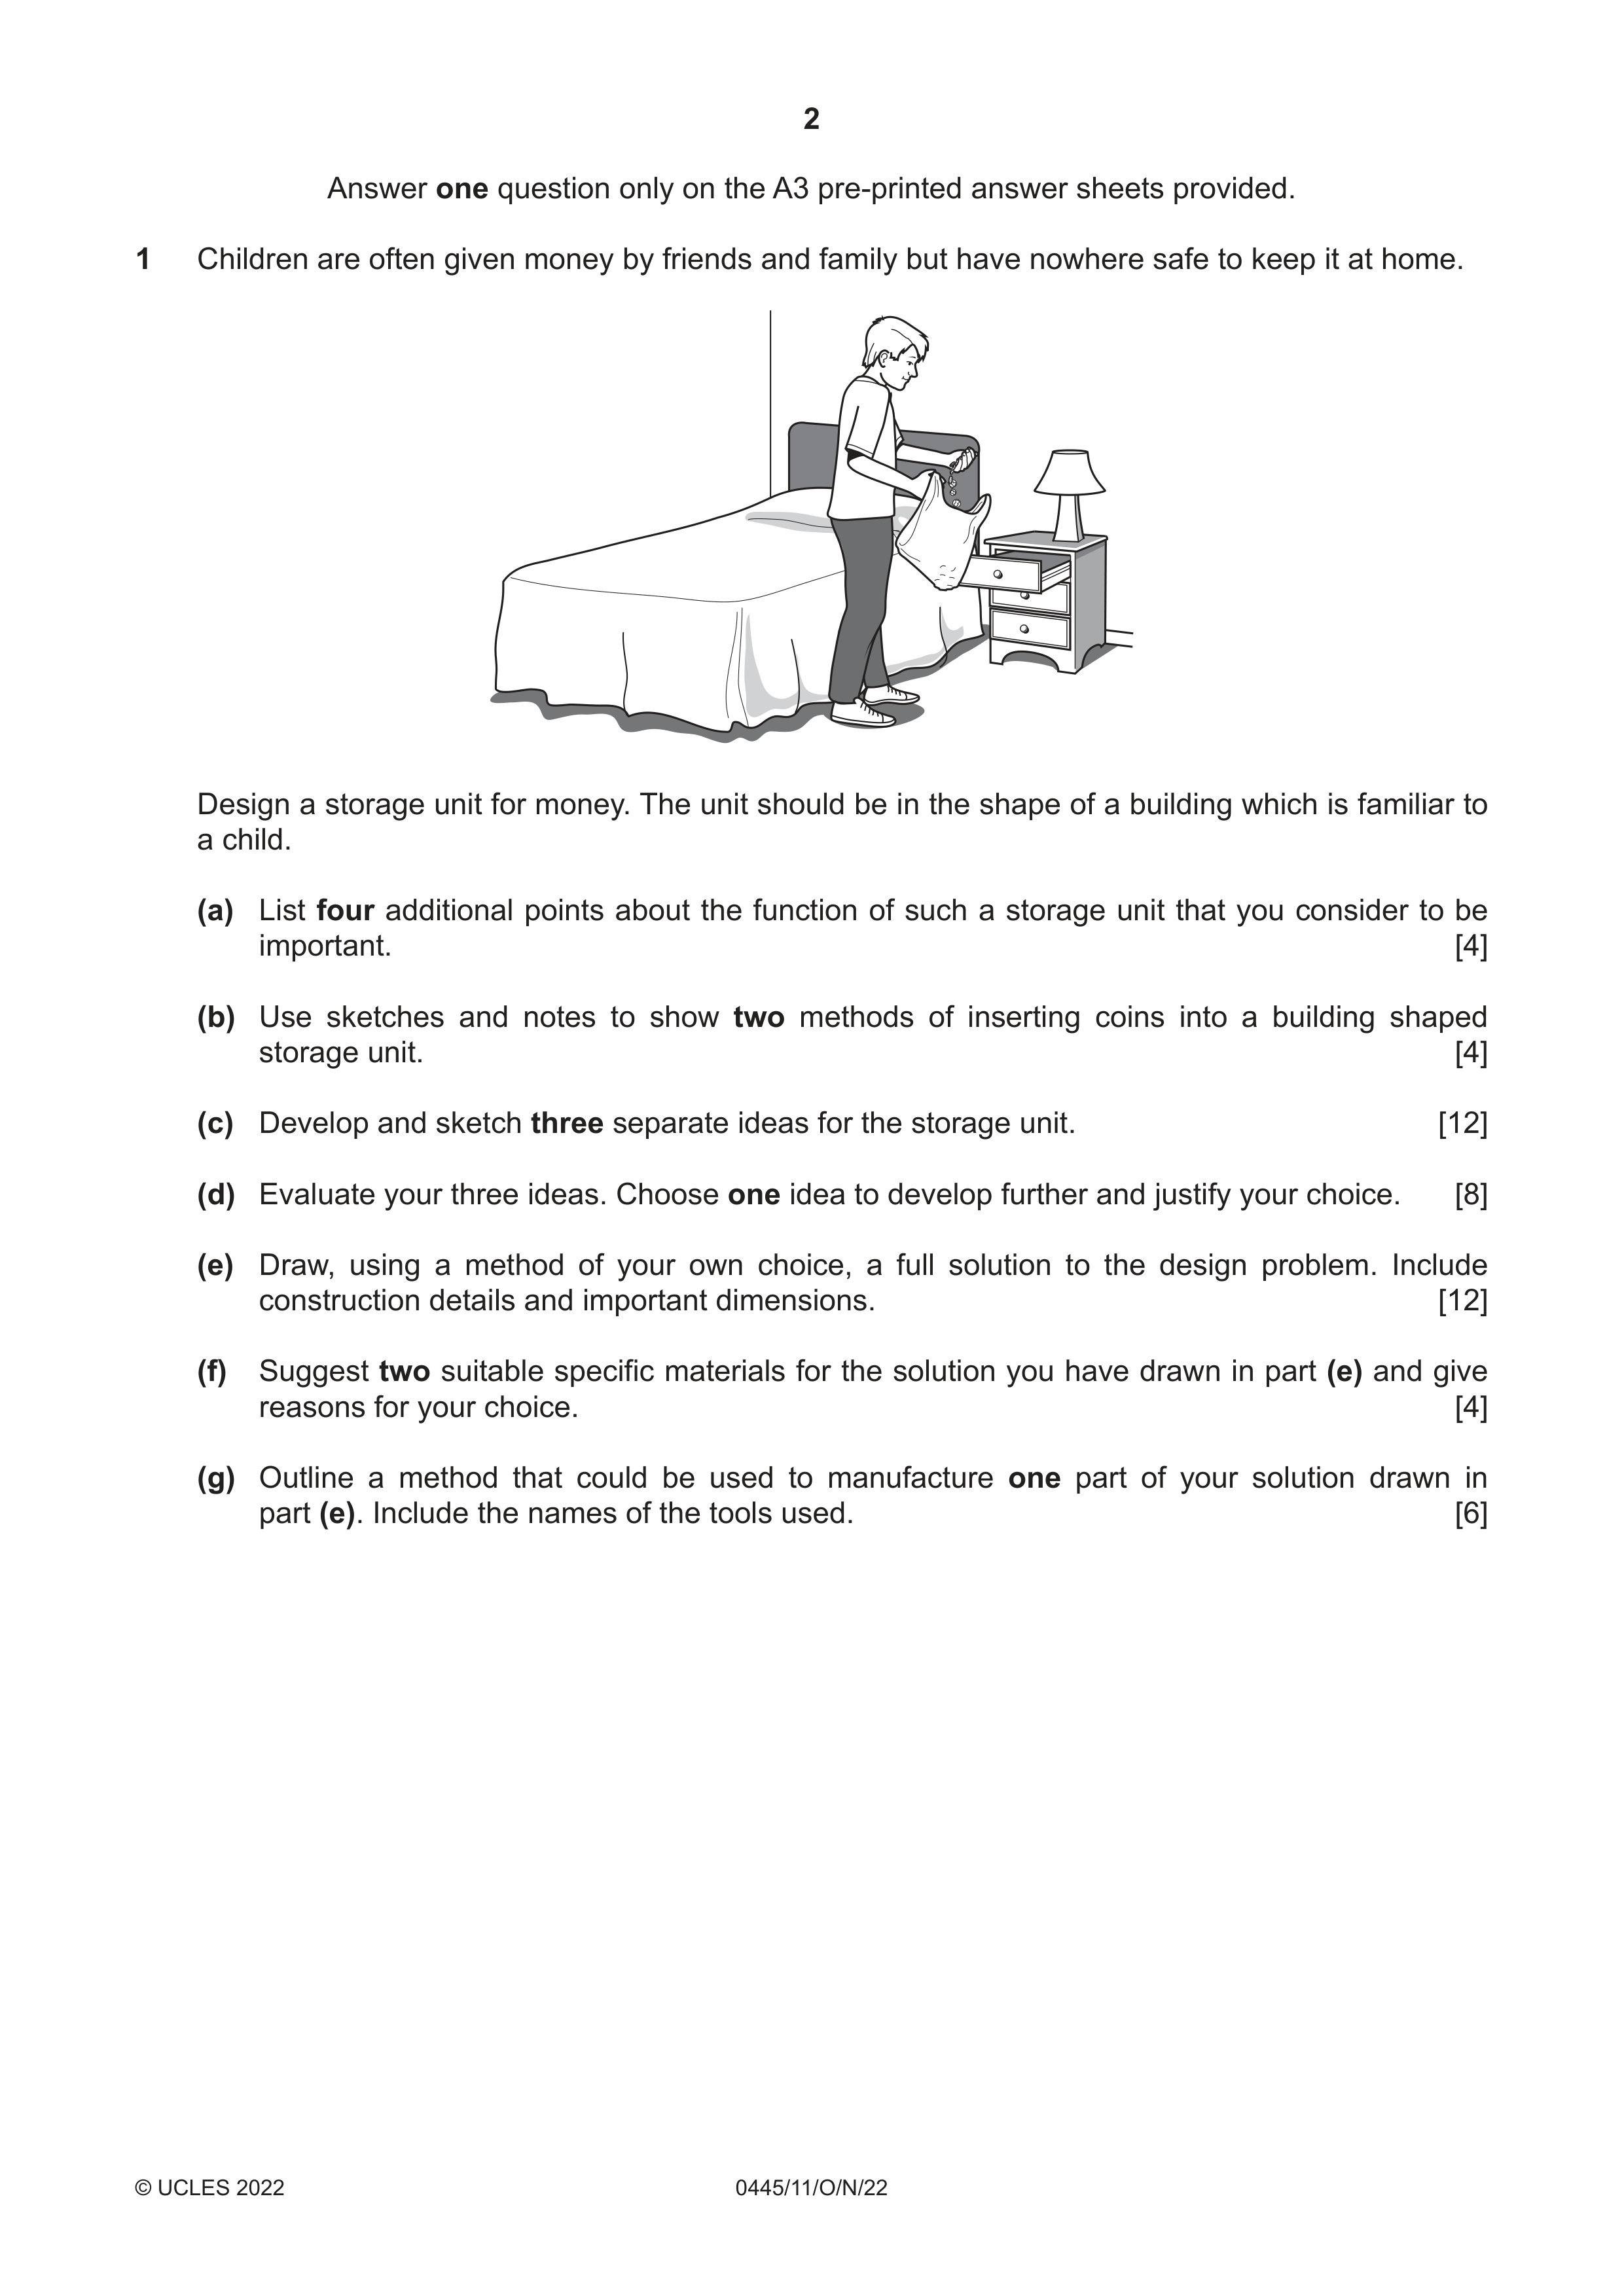 2
Answer one question only on the A3 pre-printed answer sheets provided.
1 Children are often given money by friends and family but have nowhere safe to keep it at home.
Design a storage unit for money. The unit should be in the shape of a building which is familiar to
a child.
(a) List four additional points about the function of such a storage unit that you consider to be
important. [4]
(b) Use sketches and notes to show two methods of inserting coins into a building shaped
storage unit. [4]
(c) Develop and sketch three separate ideas for the storage unit. [12]
(d) Evaluate your three ideas. Choose one idea to develop further and justify your choice. [8]
(e) Draw, using a method of your own choice, a full solution to the design problem. Include
construction details and important dimensions. [12]
(f) Suggest two suitable specific materials for the solution you have drawn in part (e) and give
reasons for your choice. [4]
(g) Outline a method that could be used to manufacture one part of your solution drawn in
part (e). Include the names of the tools used. [6]
© UCLES 2022 0445/11/O/N/22